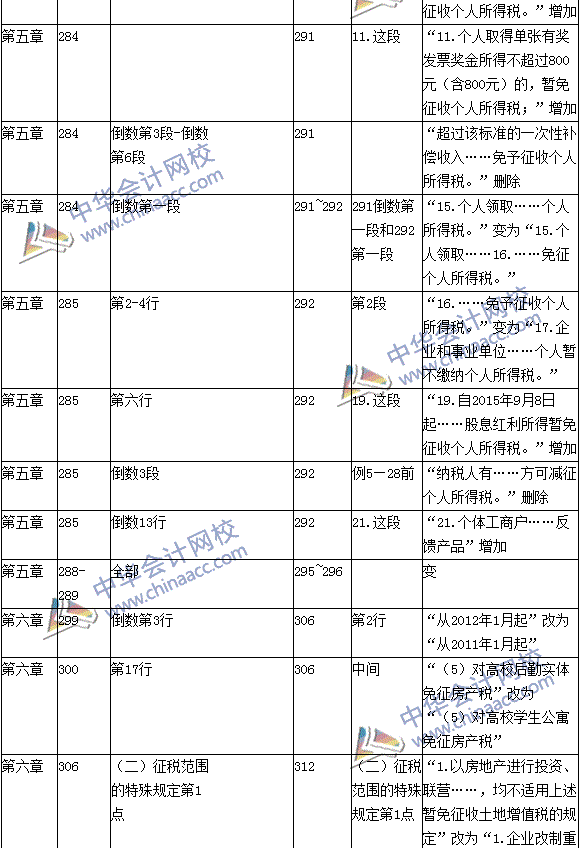 征收个人所得税。”增加
第五章 284 291 11.这段 “11.个人取得单张有奖
发票奖金所得不超过800
元（含800元）的，暂免
征收个人所得税；”增加
第五章 284 倒数第3段-倒数 291 “超过该标准的一次性补
第6段 偿收入……免予征收个人
所得税。”删除
第五章 284 倒数第一段 291~292 291倒数第 “15.个人领取……个人
一段和292 所得税。”变为“15.个
第一段 人领取……16.……免征
个人所得税。”
第五章 285 第2-4行 292 第2段 “16.……免予征收个人
所得税。”变为“17.企
业和事业单位……个人暂
不缴纳个人所得税。”
第五章 285 第六行 292 19.这段 “19.自2015年9月8日
起……股息红利所得暂免
征收个人所得税。”增加
第五章 285 倒数3段 292 例5—28前 “纳税人有……方可减征
个人所得税。”删除
第五章 285 倒数13行 292 21.这段 “21.个体工商户……反
馈产品”增加
第五章 288- 全部 295~296 变
289
第六章 299 倒数第3行 306 第2行 “从2012年1月起”改为
“从2011年1月起”
第六章 300 第17行 306 中间 “（5）对高校后勤实体
免征房产税”改为
“（5）对高校学生公寓
免征房产税”
第六章 306 （二）征税范围 312 （二）征税 “1.以房地产进行投资、
的特殊规定第1 范围的特殊 联营……，均不适用上述
点 规定第1点 暂免征收土地增值税的规
定”改为“1.企业改制重
中华会计网校
www.chinaacc.com
中华会计网校
www.chinaacc.com
中华会计网校
www.chinaacc.com
中华会计网校
www.chinaacc.com